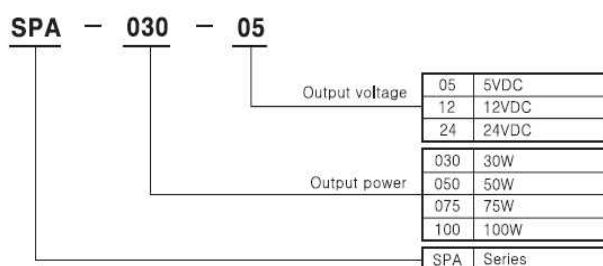 SPA - 030 - 05
Output voltage
05 5VDC
12 12VDC
24 24VDC
Output power
030 30W
050 50W
075 75W
100 100W
SPA Series